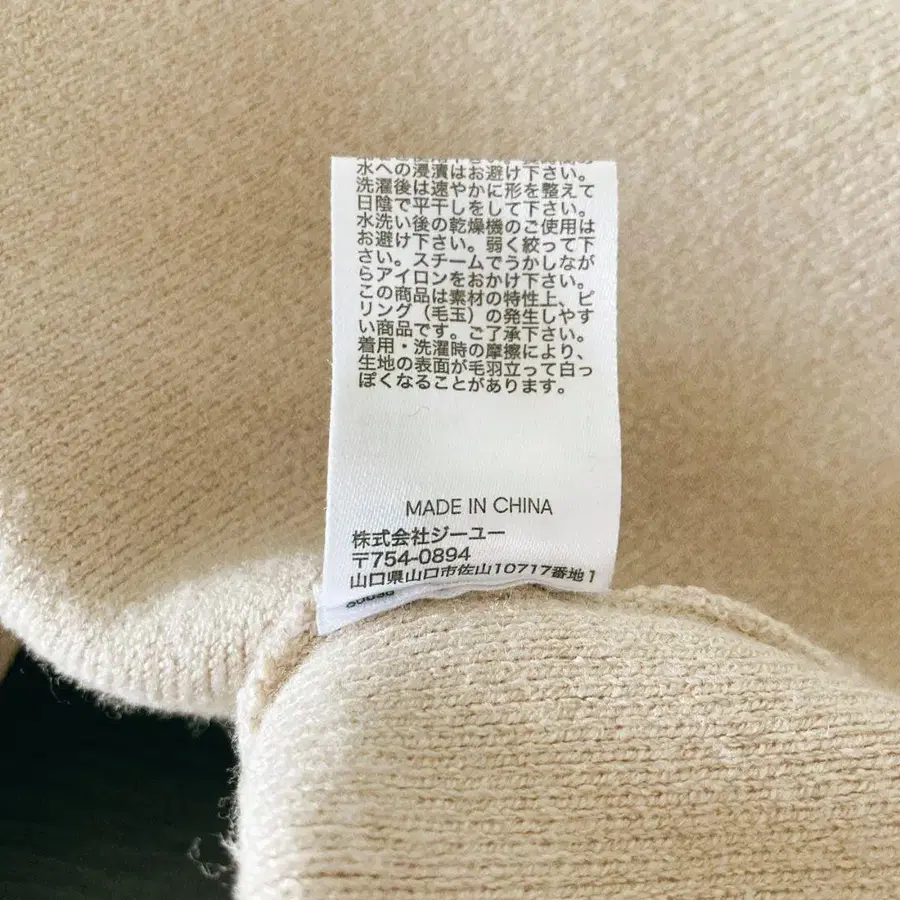 水への浸漬はお避け下さい。
洗濯後は速やかに形を整えて
日陰で平干しをして下さい。
水洗い後の乾燥機のご使用は
お避け下さい。弱く絞って下
さい。スチームでうかしなが
らアイロンをおかけ下さい。
この商品は素材の特性上、ピ
リング（毛玉）の発生しやす
い商品です。ご了承下さい。
着用・洗濯時の摩擦により、
生地の表面が毛羽立って白っ
ぽくなることがあります。
MADE IN CHINA
株式会社ジーユー
〒754-0894
山口県山口市佐山10717番地1